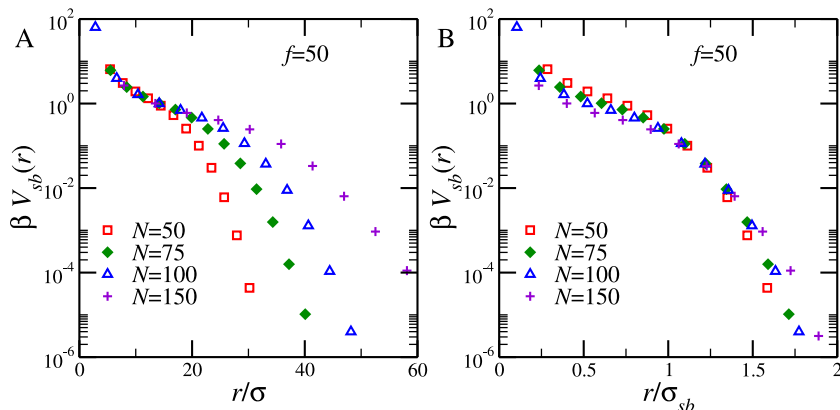 A
f=50
β V_sb(r)
10^2
10^0
10^-2
10^-4
10^-6
N=50
N=75
N=100
N=150
0 20 40 60
r/σ
B
f=50
β V_sb(r)
10^2
10^0
10^-2
10^-4
10^-6
N=50
N=75
N=100
N=150
0 0.5 1 1.5 2
r/σ_sb